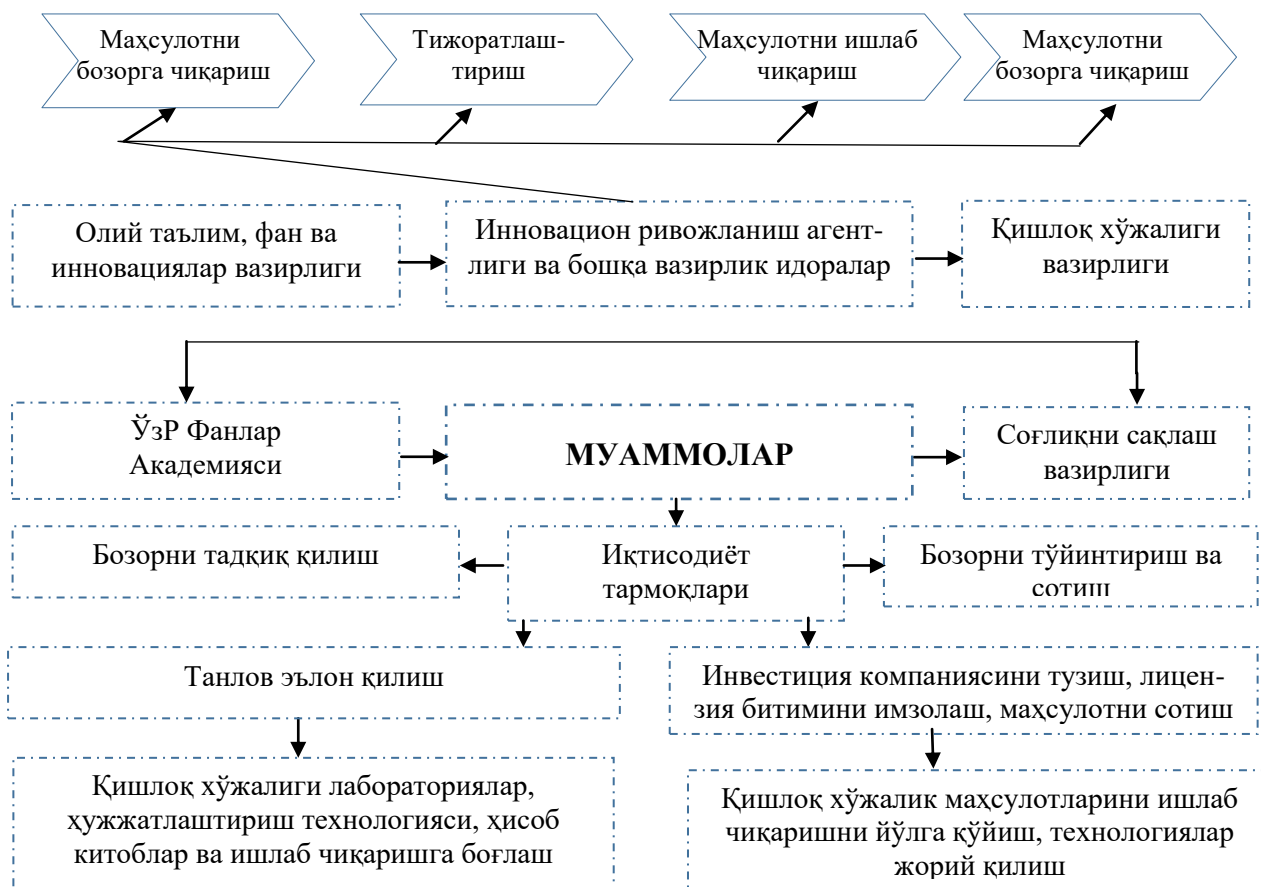 Маҳсулотни
бозорга чиқариш
Тижоратлаш-
тириш
Маҳсулотни ишлаб
чиқариш
Маҳсулотни
бозорга чиқариш
Олий таълим, фан ва
инновациялар вазирлиги
Инновацион ривожланиш агент-
лиги ва бошқа вазирлик идоралар
Қишлоқ хўжалиги
вазирлиги
ЎзР Фанлар
Академияси
МУАММОЛАР
Соғлиқни сақлаш
вазирлиги
Бозорни тадқиқ қилиш
Иқтисодиёт
тармоқлари
Бозорни тўйинтириш ва
сотиш
Танлов эълон қилиш
Инвестиция компаниясини тузиш, лицен-
зия битимини имзолаш, маҳсулотни сотиш
Қишлоқ хўжалиги лабораториялар,
ҳужжатлаштириш технологияси, ҳисоб
китоблар ва ишлаб чиқаришга боғлаш
Қишлоқ хўжалик маҳсулотларини ишлаб
чиқаришни йўлга қўйиш, технологиялар
жорий қилиш